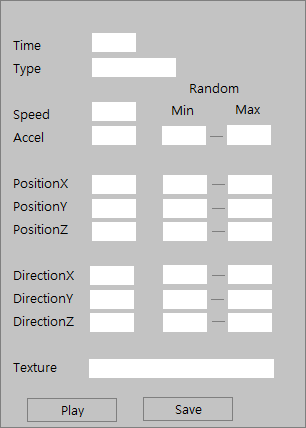 Time
Type
Random
Speed Min Max
Accel —
PositionX —
PositionY —
PositionZ —
DirectionX —
DirectionY —
DirectionZ —
Texture
Play Save